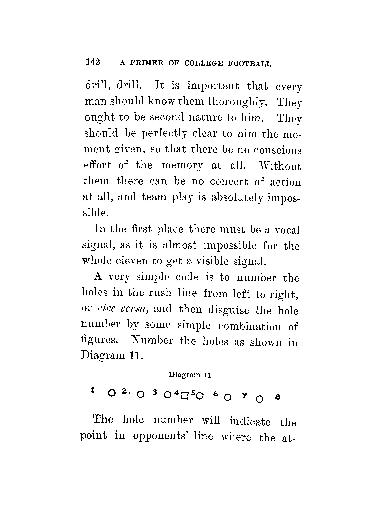 142 A PRIMER OF COLLEGE FOOTBALL.
drill, drill. It is important that every
man should know them thoroughly. They
ought to be second nature to him. They
should be perfectly clear to him the mo-
ment given, so that there be no conscious
effort of the memory at all. Without
them there can be no concert of action
at all, and team play is absolutely impos-
sible.
In the first place there must be a vocal
signal, as it is almost impossible for the
whole eleven to get a visible signal.
A very simple code is to number the
holes in the rush line from left to right,
or vice versa, and then disguise the hole
number by some simple combination of
figures. Number the holes as shown in
Diagram 11.
Diagram 11
1 2. 3 4 5 6 7 8
The hole number will indicate the
point in opponents' line where the at-